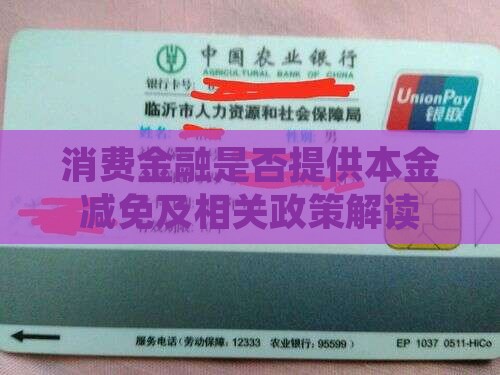 中国农业银行
AGRICULTURAL BANK OF CHINA
银行卡号:
UnionPay
银联
临沂市人力资源和社会保障局
姓名:
性别: 男
消费金融是否提供本金
减免及相关政策解读
服务电话(劳动保障: 12333 农业银行: 95599)
EP 1037 0511-HiCo